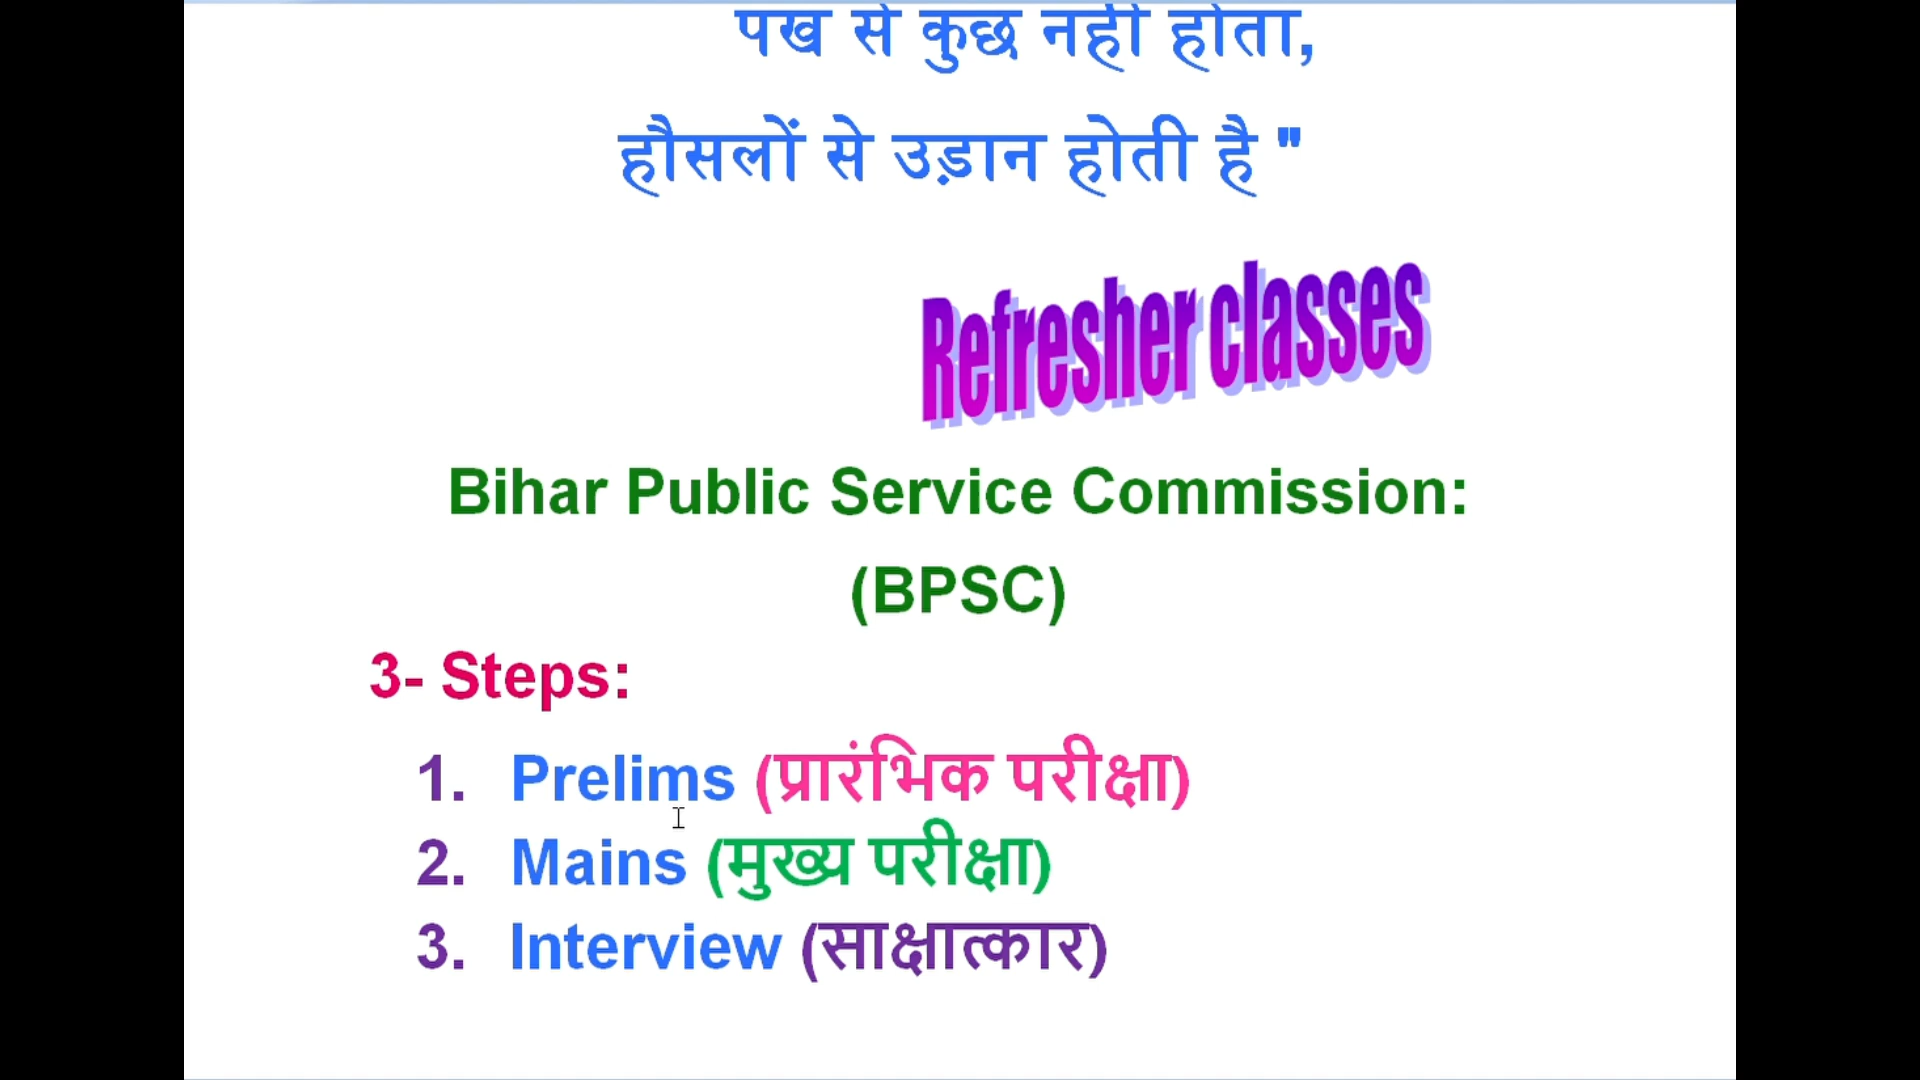 पंख से कुछ नहीं होता,
हौसलों से उड़ान होती है "
Refresher classes
Bihar Public Service Commission:
(BPSC)
3- Steps:
1. Prelims (प्रारंभिक परीक्षा)
2. Mains (मुख्य परीक्षा)
3. Interview (साक्षात्कार)